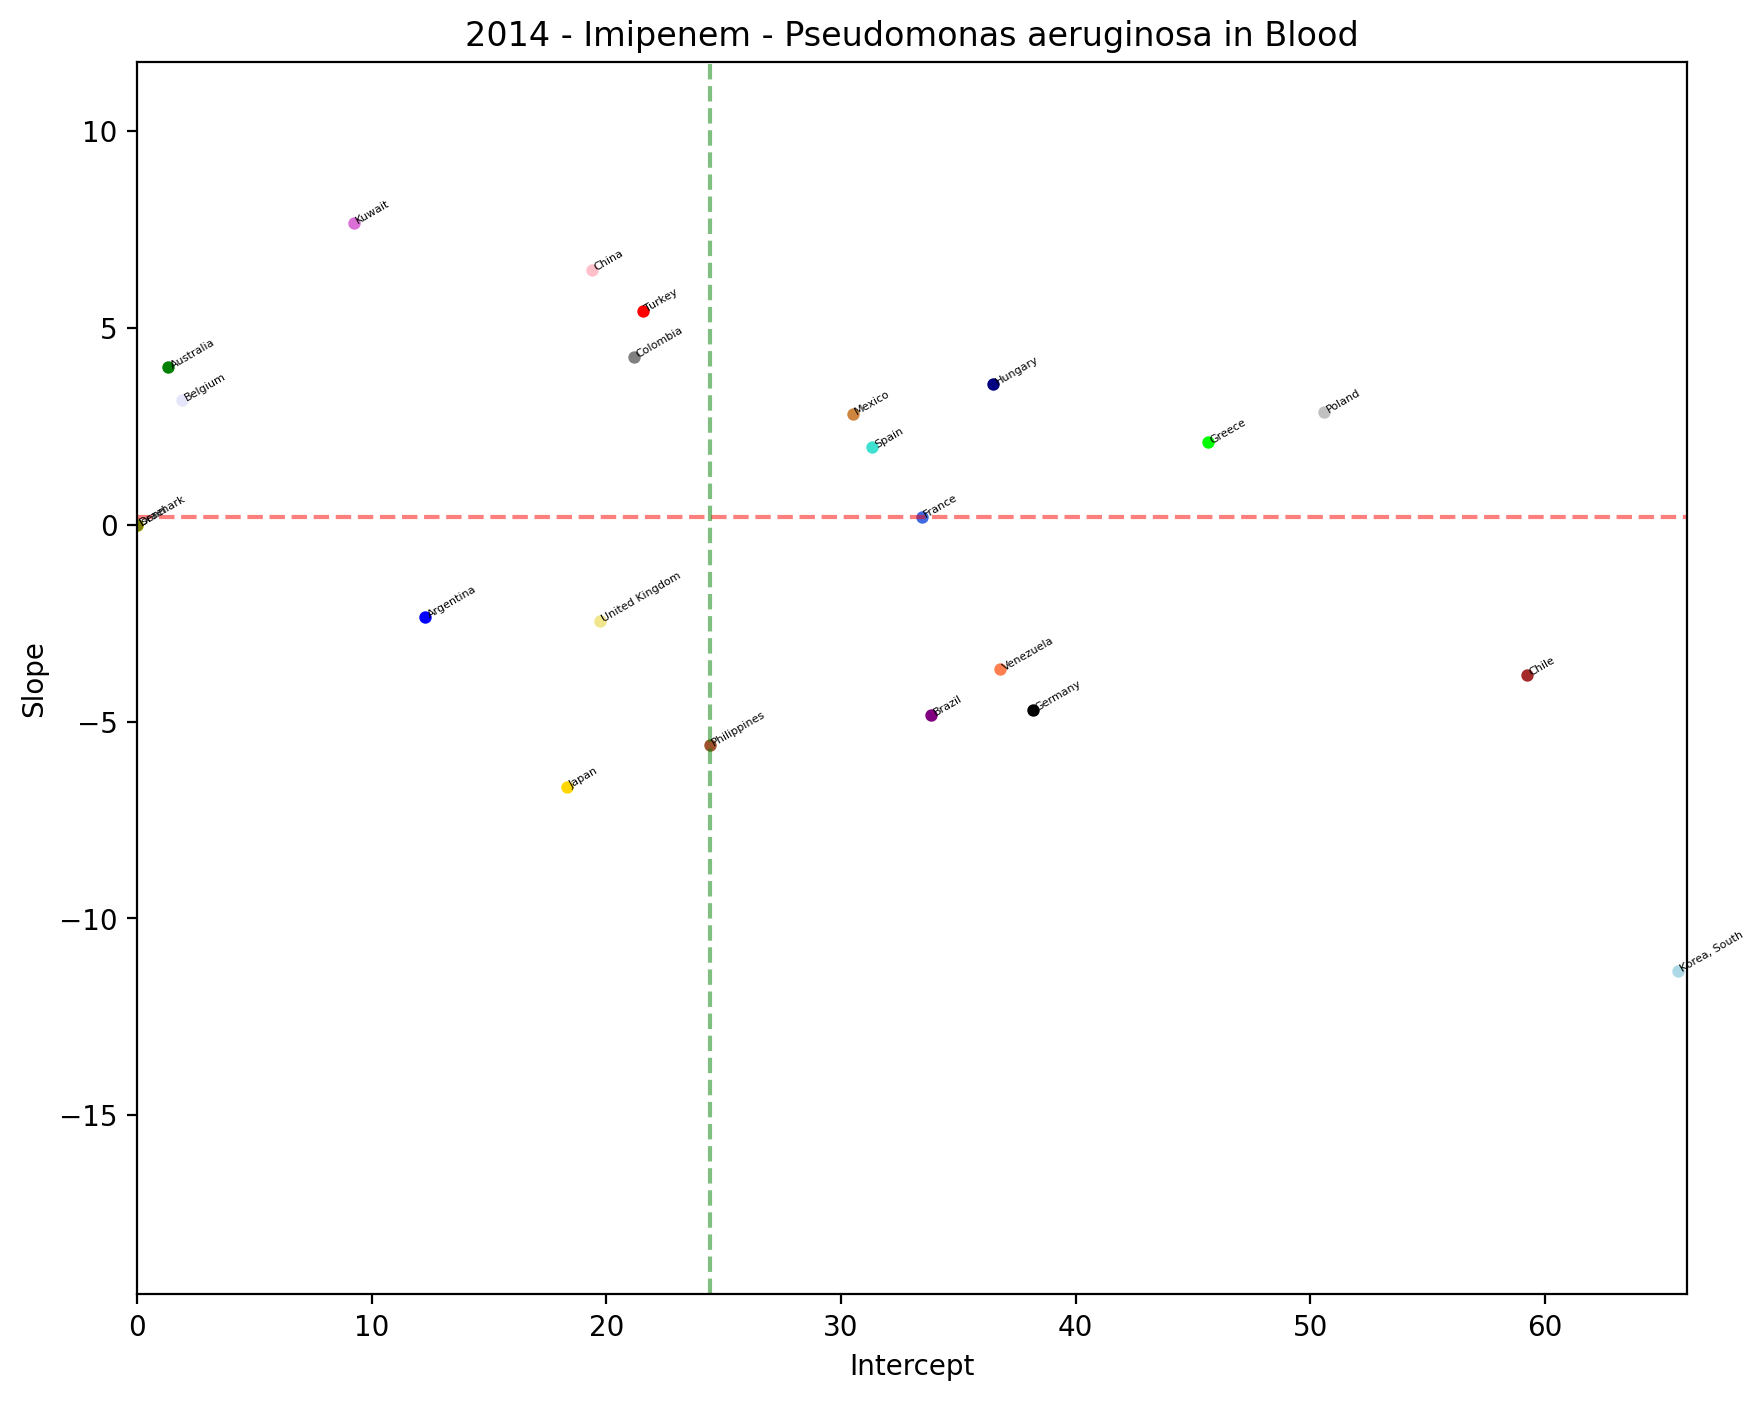 2014 - Imipenem - Pseudomonas aeruginosa in Blood
10
5
0
−5
−10
−15
Slope
Kuwait
China
Turkey
Colombia
Australia
Belgium
Hungary
Mexico
Poland
Spain
Greece
Denmark
France
Argentina
United Kingdom
Venezuela
Chile
Brazil
Germany
Philippines
Japan
Korea, South
0
10
20
30
40
50
60
Intercept